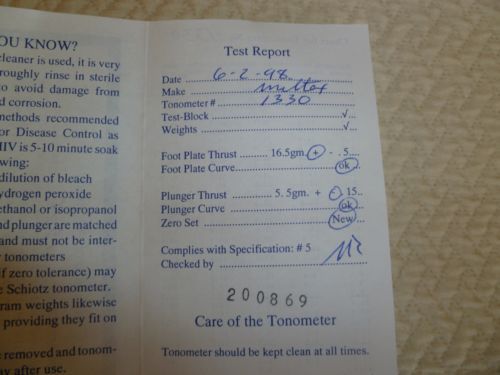 OU KNOW?
cleaner is used, it is very
roughly rinse in sterile
to avoid damage from
d corrosion.
methods recommended
or Disease Control as
HIV is 5-10 minute soak
wing:
dilution of bleach
ydrogen peroxide
ethanol or isopropanol
nd plunger are matched
and must not be inter-
r tonometers
if zero tolerance) may
e Schiotz tonometer.
ram weights likewise
providing they fit on
e removed and tonom-
ay after use.
Test Report
Date 6-2-98
Make miltex
Tonometer # 1330
Test-Block ✓
Weights ✓
Foot Plate Thrust 16.5gm. + - .5
Foot Plate Curve ok
Plunger Thrust 5.5gm. + - .15
Plunger Curve ok
Zero Set New
Complies with Specification: # 5
Checked by
200869
Care of the Tonometer
Tonometer should be kept clean at all times.